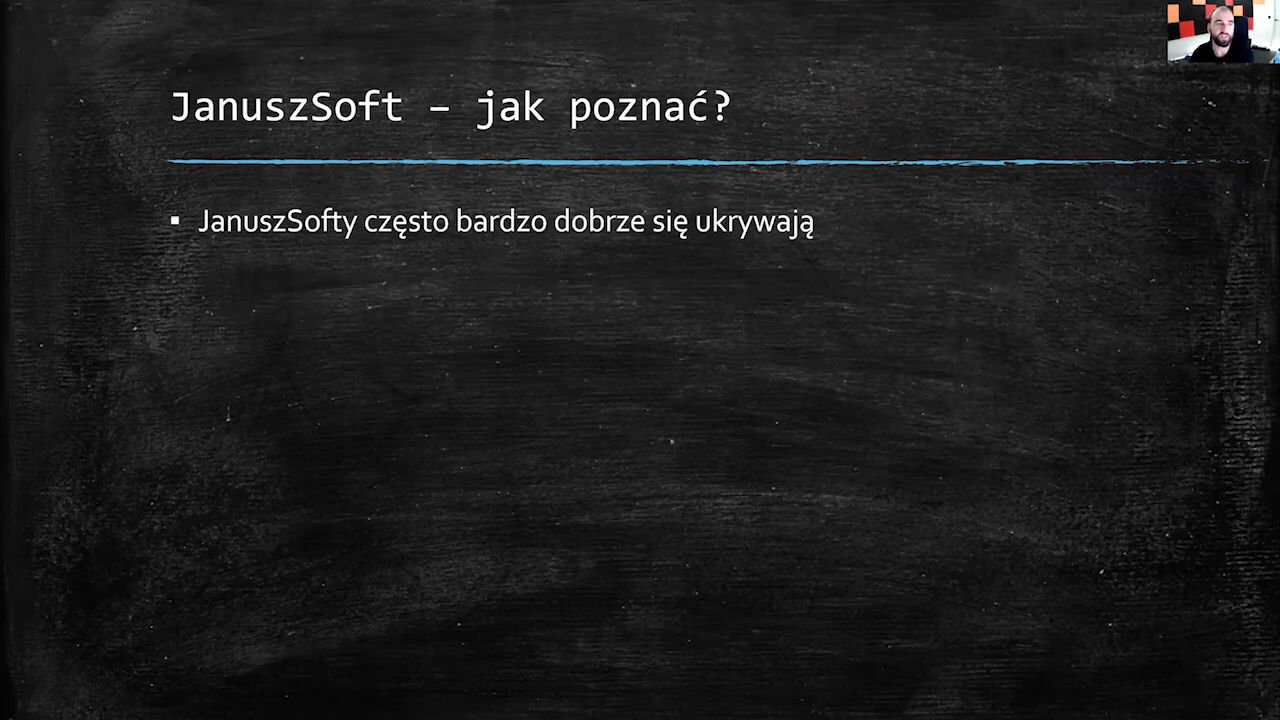 JanuszSoft – jak poznać?
▪ JanuszSofty często bardzo dobrze się ukrywają